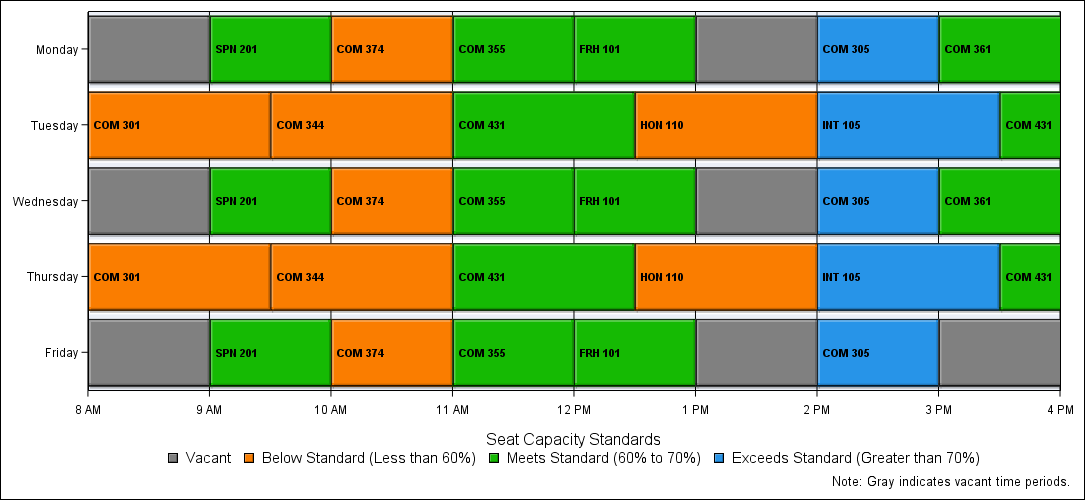 Monday
SPN 201 COM 374 COM 355 FRH 101 COM 305 COM 361
Tuesday
COM 301 COM 344 COM 431 HON 110 INT 105 COM 431
Wednesday
SPN 201 COM 374 COM 355 FRH 101 COM 305 COM 361
Thursday
COM 301 COM 344 COM 431 HON 110 INT 105 COM 431
Friday
SPN 201 COM 374 COM 355 FRH 101 COM 305
8 AM 9 AM 10 AM 11 AM 12 PM 1 PM 2 PM 3 PM 4 PM
Seat Capacity Standards
Vacant Below Standard (Less than 60%) Meets Standard (60% to 70%) Exceeds Standard (Greater than 70%)
Note: Gray indicates vacant time periods.